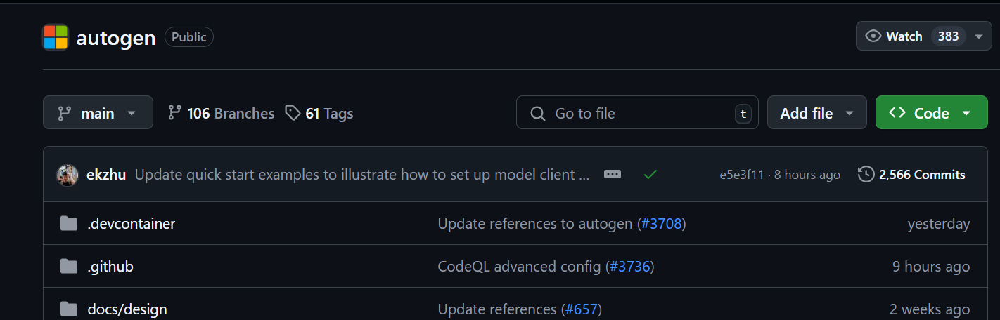 autogen Public Watch 383
main 106 Branches 61 Tags Go to file t Add file Code
ekzhu Update quick start examples to illustrate how to set up model client ... e5e3f11 · 8 hours ago 2,566 Commits
.devcontainer Update references to autogen (#3708) yesterday
.github CodeQL advanced config (#3736) 9 hours ago
docs/design Update references (#657) 2 weeks ago